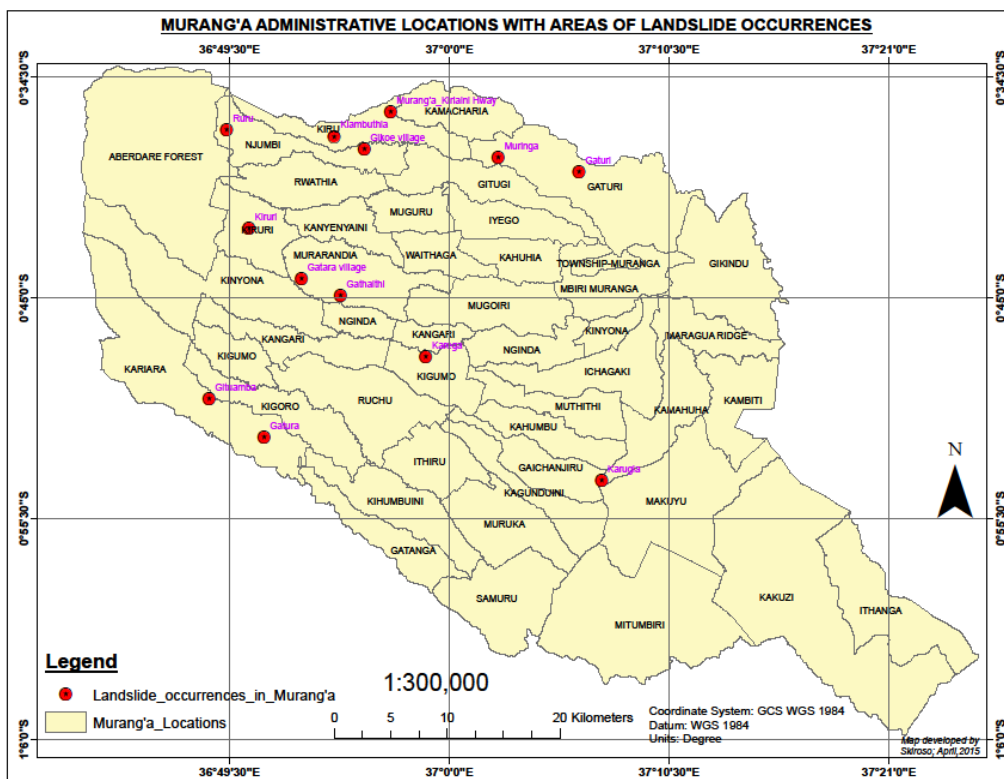 MURANG'A ADMINISTRATIVE LOCATIONS WITH AREAS OF LANDSLIDE OCCURRENCES
36°49'30"E
37°0'0"E
37°10'30"E
37°21'0"E
0°34'30"S
0°34'30"S
Murang'a_Kiriaini Hway
KAMACHARIA
Ruru
KIRU
Kiambuthia
NJUMBI
Gikoe village
ABERDARE FOREST
Muringa
Gaturi
RWATHIA
GITUGI
GATURI
MUGURU
Kiruri
KIRURI
KANYENYAINI
IYEGO
MURARANDIA
WAITHAGA
KAHUHIA
TOWNSHIP-MURANGA
GIKINDU
Gatara village
KINYONA
Gathaithi
MBIRI MURANGA
0°45'0"S
0°45'0"S
MUGOIRI
NGINDA
KANGARI
KINYONA
MARAGUA RIDGE
KANGARI
Karega
NGINDA
KIGUMO
KARIARA
KIGUMO
ICHAGAKI
Gituamba
RUCHU
KAMBITI
KIGORO
MUTHITHI
KAMAHUHA
Gatura
KAHUMBU
ITHIRU
GAICHANJIRU
Karugia
KAGUNDUINI
MAKUYU
KIHUMBUINI
N
0°55'30"S
0°55'30"S
MURUKA
GATANGA
SAMURU
KAKUZI
ITHANGA
MITUMBIRI
Legend
Landslide_occurrences_in_Murang'a
Murang'a_Locations
1:300,000
0 5 10 20 Kilometers
Coordinate System: GCS WGS 1984
Datum: WGS 1984
Units: Degree
Map developed by
Skiroso; April,2015
1°6'0"S
1°6'0"S
36°49'30"E
37°0'0"E
37°10'30"E
37°21'0"E